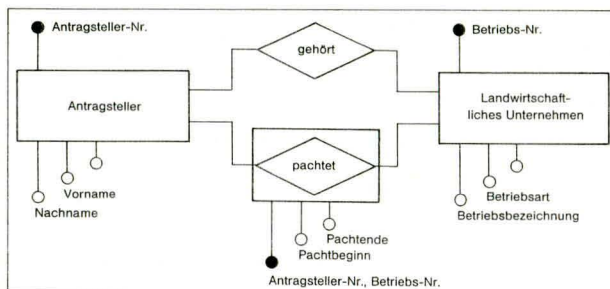 Antragsteller-Nr.
Betriebs-Nr.
gehört
Antragsteller
Landwirtschaft-
liches Unternehmen
pachtet
Vorname
Nachname
Betriebsart
Betriebsbezeichnung
Pachtende
Pachtbeginn
Antragsteller-Nr., Betriebs-Nr.